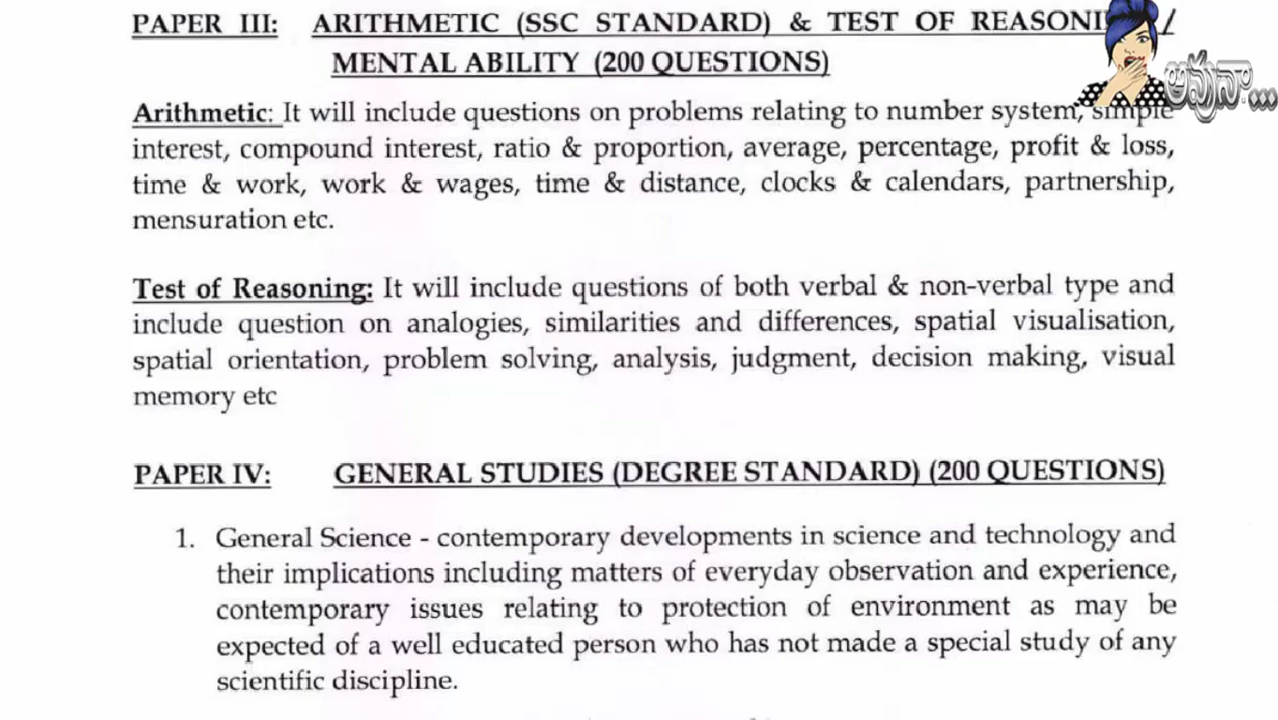 PAPER III: ARITHMETIC (SSC STANDARD) & TEST OF REASONI /
MENTAL ABILITY (200 QUESTIONS)
అవునా...
Arithmetic: It will include questions on problems relating to number system, simple
interest, compound interest, ratio & proportion, average, percentage, profit & loss,
time & work, work & wages, time & distance, clocks & calendars, partnership,
mensuration etc.
Test of Reasoning: It will include questions of both verbal & non-verbal type and
include question on analogies, similarities and differences, spatial visualisation,
spatial orientation, problem solving, analysis, judgment, decision making, visual
memory etc
PAPER IV: GENERAL STUDIES (DEGREE STANDARD) (200 QUESTIONS)
1. General Science - contemporary developments in science and technology and
their implications including matters of everyday observation and experience,
contemporary issues relating to protection of environment as may be
expected of a well educated person who has not made a special study of any
scientific discipline.